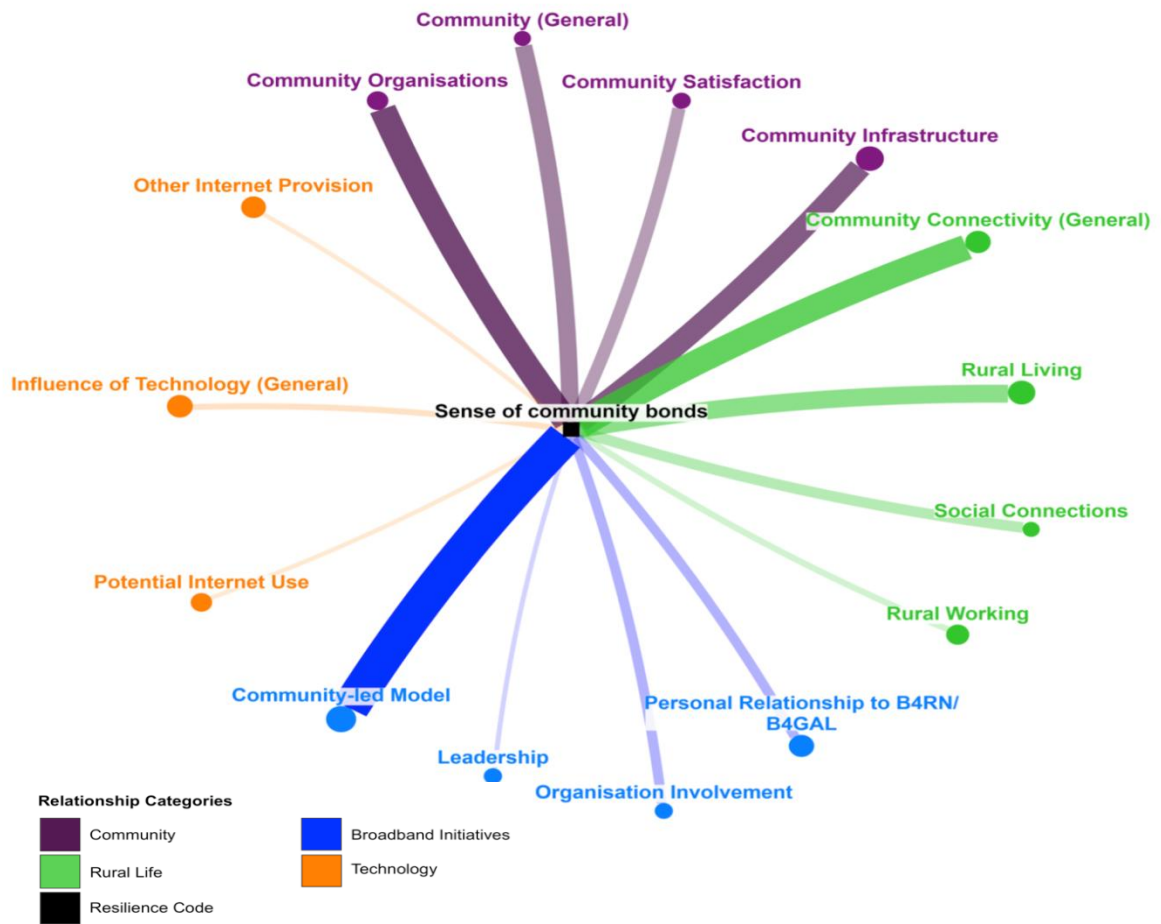 Community (General)
Community Organisations
Community Satisfaction
Community Infrastructure
Other Internet Provision
Community Connectivity (General)
Rural Living
Influence of Technology (General)
Sense of community bonds
Social Connections
Potential Internet Use
Rural Working
Community-led Model
Personal Relationship to B4RN/
B4GAL
Leadership
Organisation Involvement
Relationship Categories
Community
Broadband Initiatives
Rural Life
Technology
Resilience Code